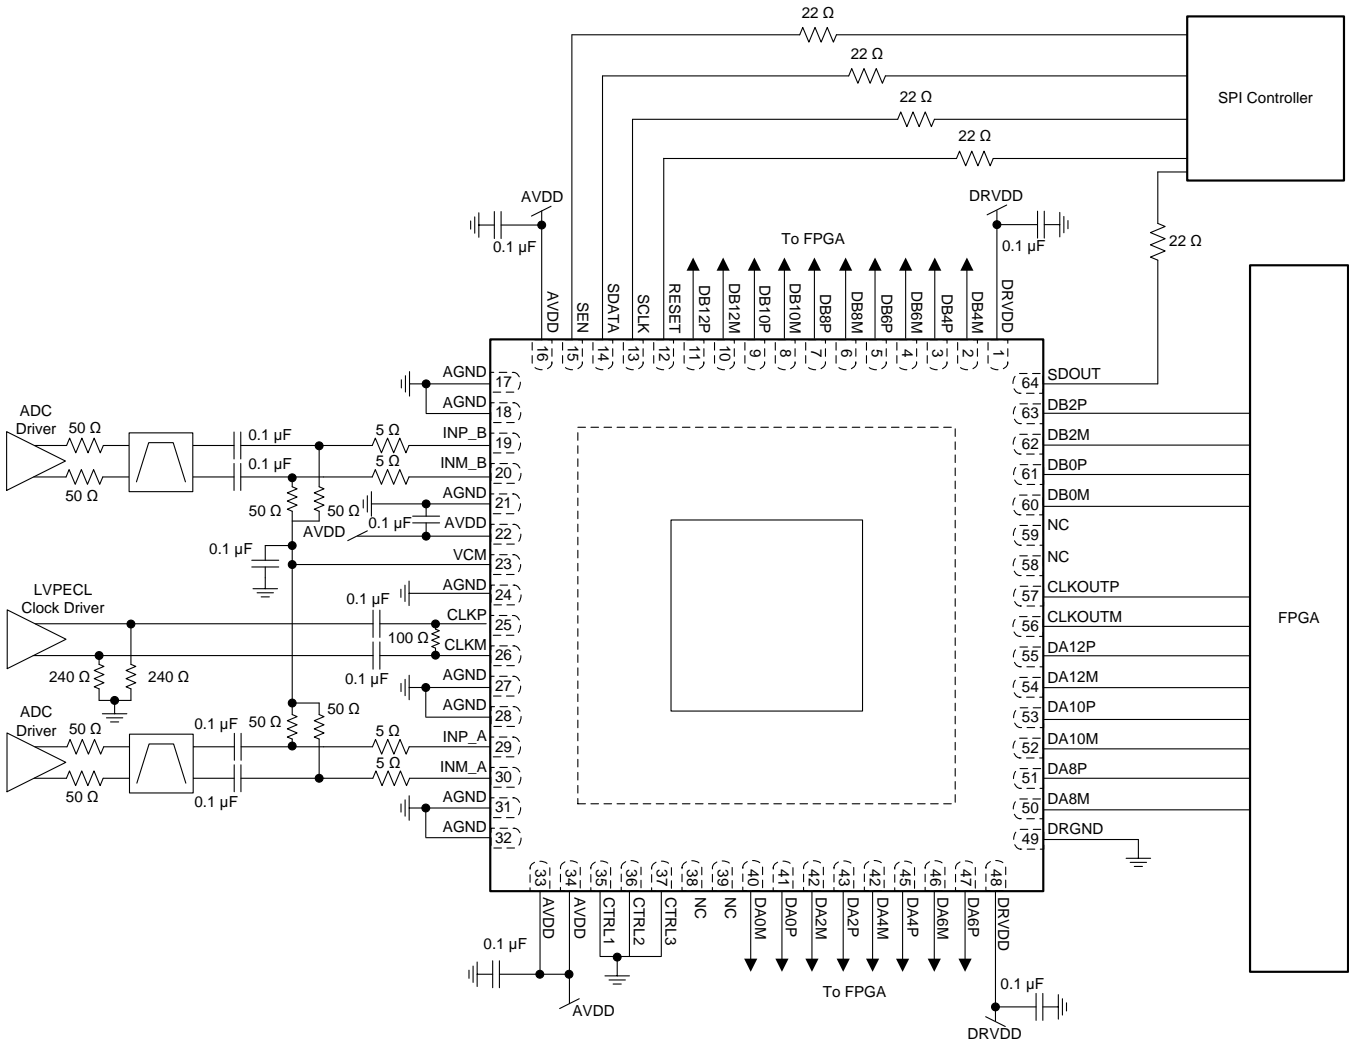 22 Ω
22 Ω
22 Ω
22 Ω
SPI Controller
22 Ω
AVDD
0.1 µF
DRVDD
0.1 µF
To FPGA
AVDD
SEN
SDATA
SCLK
RESET
DB12P
DB12M
DB10P
DB10M
DB8P
DB8M
DB6P
DB6M
DB4P
DB4M
DRVDD
16
15
14
13
12
11
10
9
8
7
6
5
4
3
2
1
AGND
17
AGND
18
INP_B
19
INM_B
20
AGND
21
AVDD
22
VCM
23
AGND
24
CLKP
25
CLKM
26
AGND
27
AGND
28
INP_A
29
INM_A
30
AGND
31
AGND
32
ADC
Driver
50 Ω
50 Ω
0.1 µF
0.1 µF
5 Ω
5 Ω
50 Ω
50 Ω
0.1 µF
AVDD
0.1 µF
LVPECL
Clock Driver
0.1 µF
100 Ω
0.1 µF
240 Ω
240 Ω
ADC
Driver
50 Ω
50 Ω
0.1 µF
0.1 µF
50 Ω
50 Ω
5 Ω
5 Ω
64
SDOUT
63
DB2P
62
DB2M
61
DB0P
60
DB0M
59
NC
58
NC
57
CLKOUTP
56
CLKOUTM
55
DA12P
54
DA12M
53
DA10P
52
DA10M
51
DA8P
50
DA8M
49
DRGND
FPGA
33
34
35
36
37
38
39
40
41
42
43
42
45
46
47
48
AVDD
AVDD
CTRL1
CTRL2
CTRL3
NC
NC
DA0M
DA0P
DA2M
DA2P
DA4M
DA4P
DA6M
DA6P
DRVDD
0.1 µF
AVDD
To FPGA
0.1 µF
DRVDD